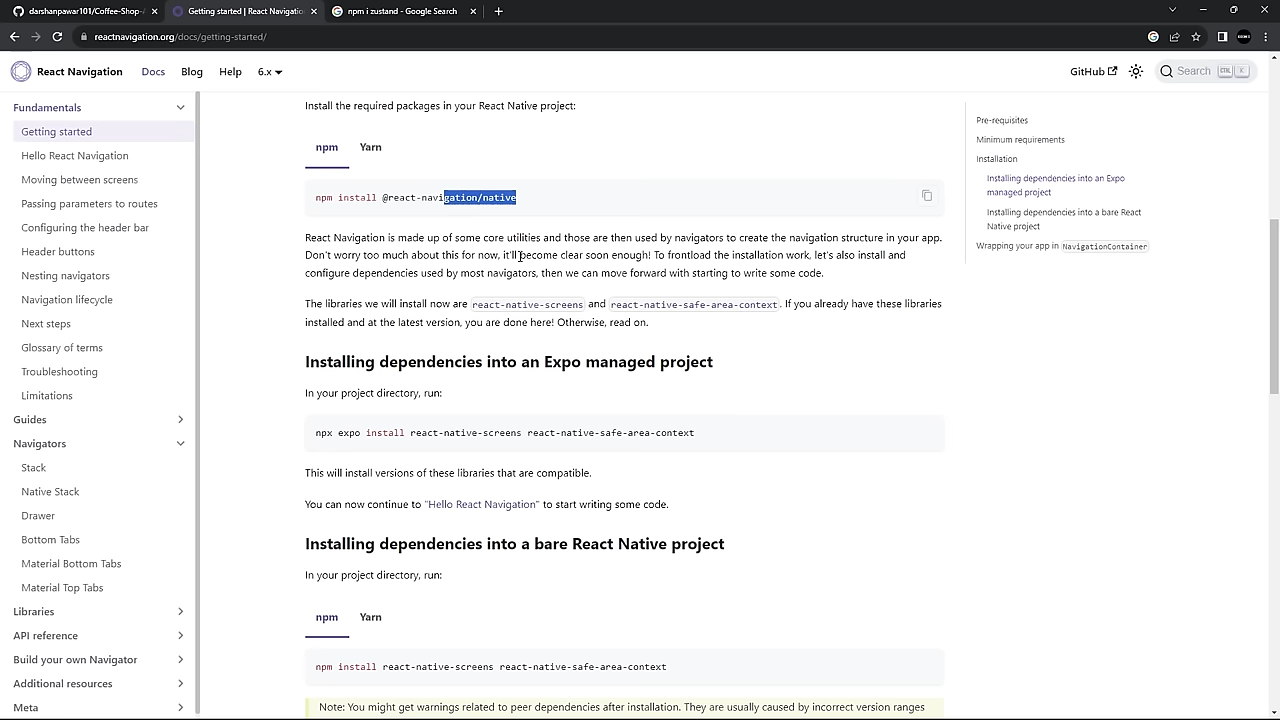 darshanpawar101/Coffee-Shop-
Getting started | React Navigatio
npm i zustand - Google Search
reactnavigation.org/docs/getting-started/
React Navigation Docs Blog Help 6.x GitHub Search CTRL K
Fundamentals
Getting started
Hello React Navigation
Moving between screens
Passing parameters to routes
Configuring the header bar
Header buttons
Nesting navigators
Navigation lifecycle
Next steps
Glossary of terms
Troubleshooting
Limitations
Guides
Navigators
Stack
Native Stack
Drawer
Bottom Tabs
Material Bottom Tabs
Material Top Tabs
Libraries
API reference
Build your own Navigator
Additional resources
Meta
Install the required packages in your React Native project:
npm Yarn
npm install @react-navigation/native
React Navigation is made up of some core utilities and those are then used by navigators to create the navigation structure in your app.
Don't worry too much about this for now, it'll become clear soon enough! To frontload the installation work, let's also install and
configure dependencies used by most navigators, then we can move forward with starting to write some code.
The libraries we will install now are react-native-screens and react-native-safe-area-context. If you already have these libraries
installed and at the latest version, you are done here! Otherwise, read on.
Installing dependencies into an Expo managed project
In your project directory, run:
npx expo install react-native-screens react-native-safe-area-context
This will install versions of these libraries that are compatible.
You can now continue to "Hello React Navigation" to start writing some code.
Installing dependencies into a bare React Native project
In your project directory, run:
npm Yarn
npm install react-native-screens react-native-safe-area-context
Note: You might get warnings related to peer dependencies after installation. They are usually caused by incorrect version ranges
Pre-requisites
Minimum requirements
Installation
Installing dependencies into an Expo
managed project
Installing dependencies into a bare React
Native project
Wrapping your app in NavigationContainer